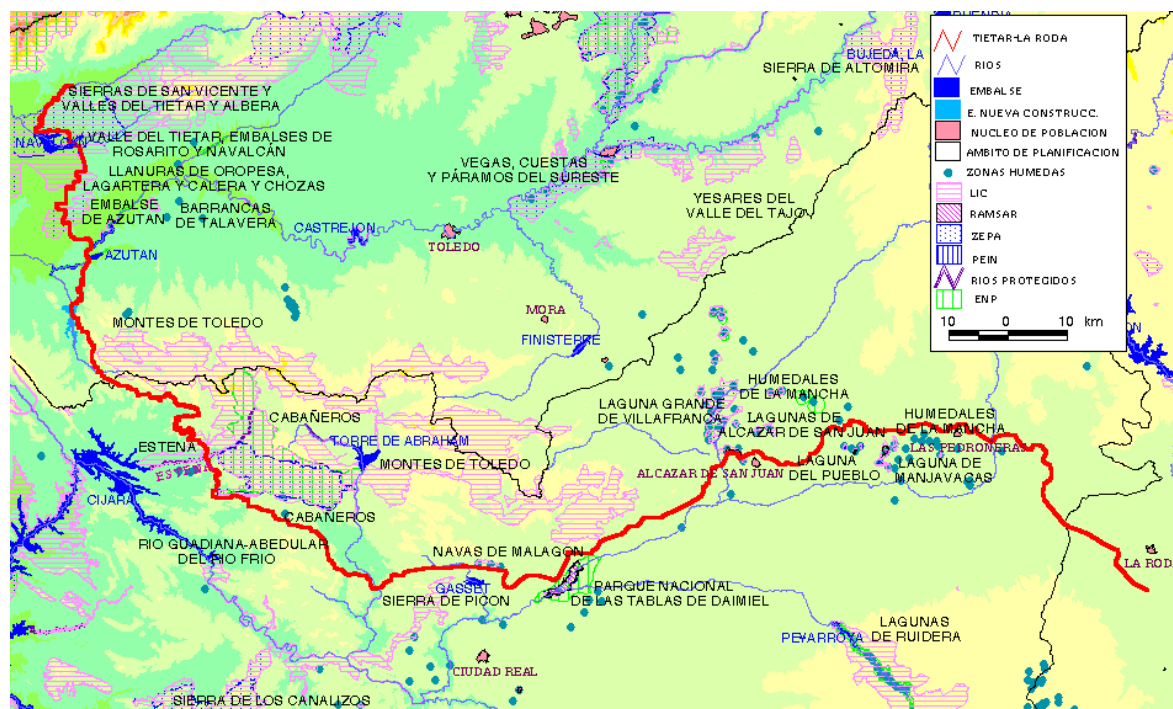 BUJEDA, LA
SIERRA DE ALTOMIRA
SIERRAS DE SAN VICENTE Y
VALLES DEL TIETAR Y ALBERA
VALLE DEL TIETAR, EMBALSES DE
ROSARITO Y NAVALCÁN
LLANURAS DE OROPESA,
LAGARTERA Y CALERA Y CHOZAS
EMBALSE
DE AZUTAN
BARRANCAS
DE TALAVERA
VEGAS, CUESTAS
Y PÁRAMOS DEL SURESTE
YESARES DEL
VALLE DEL TAJO
CASTREJON
TOLEDO
AZUTAN
MORA
FINISTERRE
MONTES DE TOLEDO
CABAÑEROS
ESTENA
ESTENA
TORRE DE ABRAHAM
MONTES DE TOLEDO
CIJARA
CABAÑEROS
HUMEDALES
DE LA MANCHA
LAGUNA GRANDE
DE VILLAFRANCA
LAGUNAS DE
ALCAZAR DE SAN JUAN
HUMEDALES
DE LA MANCHA
LAS PEDROÑERAS
ALCAZAR DE SAN JUAN
LAGUNA
DEL PUEBLO
LAGUNA DE
MANJAVACAS
RIO GUADIANA-ABEDULAR
DEL RIO FRIO
NAVAS DE MALAGON
GASSET
SIERRA DE PICON
PARQUE NACIOÑAL
DE LAS TABLAS DE DAIMIEL
LA ROD
PEÑARROYA
LAGUNAS
DE RUIDERA
CIUDAD REAL
SIERRA DE LOS CANALIZOS
TIETAR-LA RODA
RIOS
EMBALSE
E. NUEVA CONSTRUCC.
NUCLEO DE POBLACION
AMBITO DE PLANIFICACION
ZONAS HUMEDAS
LIC
RAMSAR
ZEPA
PEIN
RIOS PROTEGIDOS
ENP
10 0 10 km